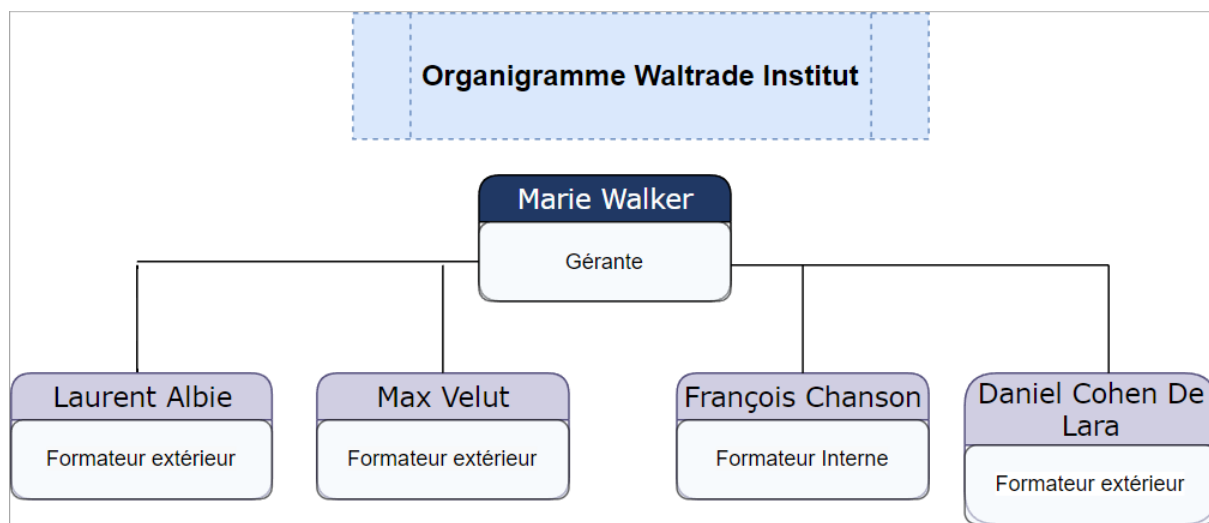 Organigramme Waltrade Institut
Marie Walker
Gérante
Laurent Albie
Formateur extérieur
Max Velut
Formateur extérieur
François Chanson
Formateur Interne
Daniel Cohen De
Lara
Formateur extérieur